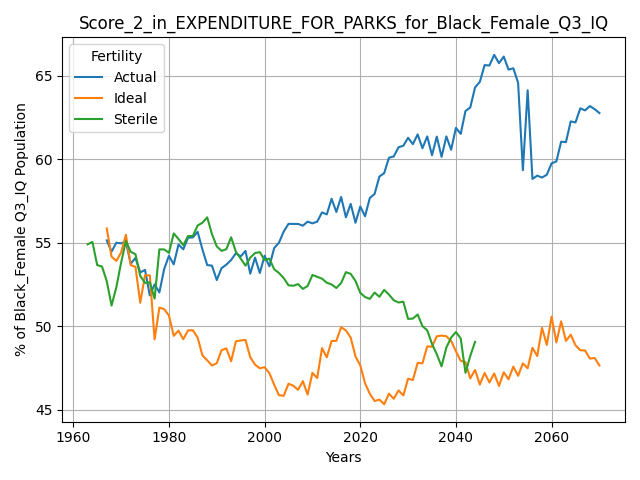 Score_2_in_EXPENDITURE_FOR_PARKS_for_Black_Female_Q3_IQ
% of Black_Female Q3_IQ Population
65
60
55
50
45
Fertility
Actual
Ideal
Sterile
1960 1980 2000 2020 2040 2060
Years